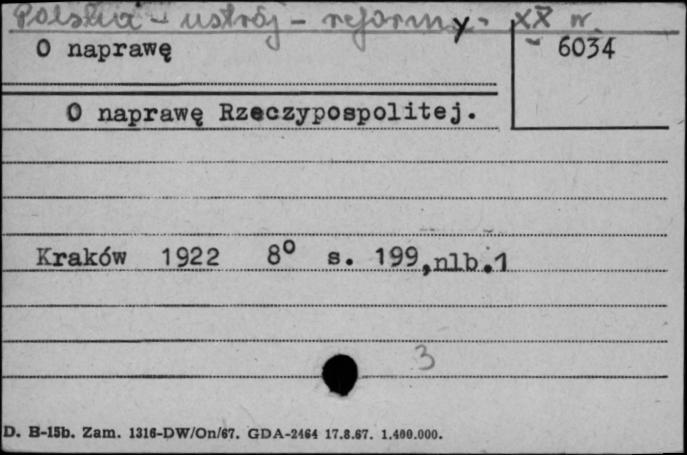 Polska - ustrój - reformy - XX w.
O naprawę
6034
O naprawę Rzeczypospolitej.
Kraków 1922 8° s. 199,nlb.1
3
D. B-15b. Zam. 1316-DW/On/67. GDA-2464 17.8.67. 1.400.000.